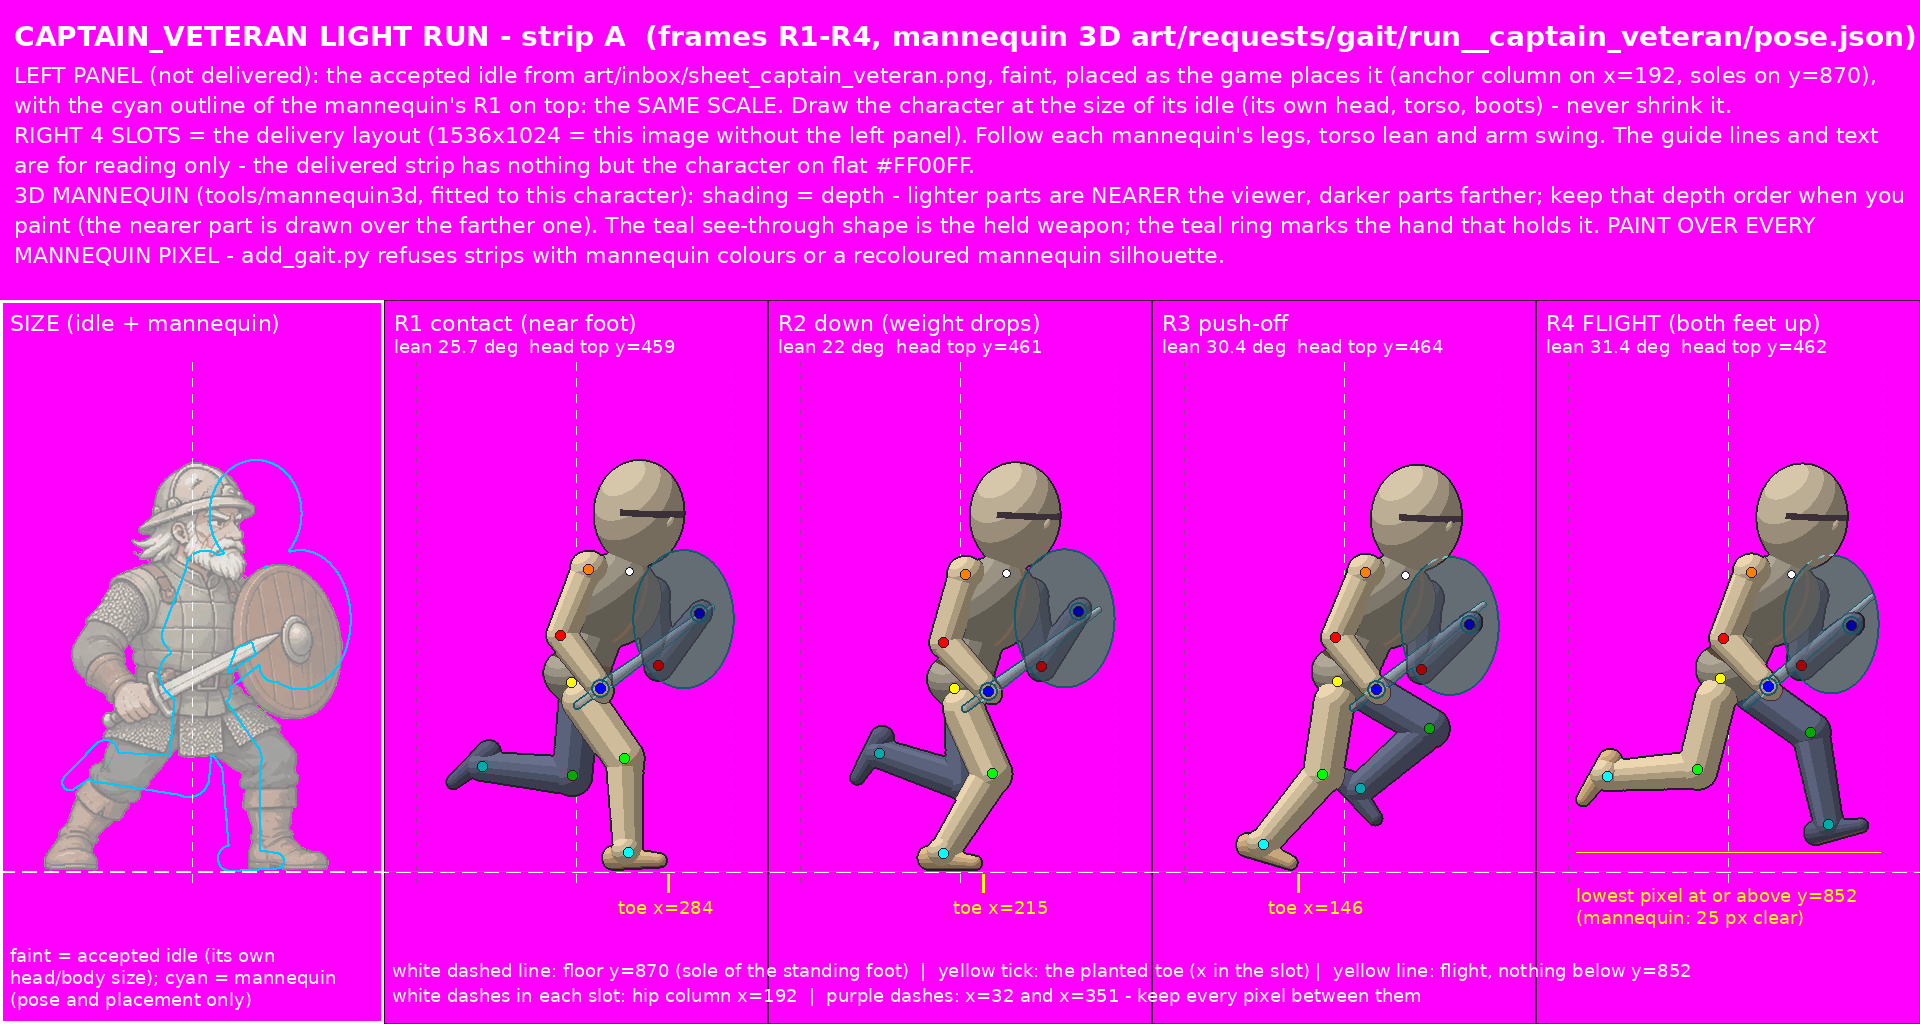 CAPTAIN_VETERAN LIGHT RUN - strip A  (frames R1-R4, mannequin 3D art/requests/gait/run__captain_veteran/pose.json)
LEFT PANEL (not delivered): the accepted idle from art/inbox/sheet_captain_veteran.png, faint, placed as the game places it (anchor column on x=192, soles on y=870),
with the cyan outline of the mannequin's R1 on top: the SAME SCALE. Draw the character at the size of its idle (its own head, torso, boots) - never shrink it.
RIGHT 4 SLOTS = the delivery layout (1536x1024 = this image without the left panel). Follow each mannequin's legs, torso lean and arm swing. The guide lines and text
are for reading only - the delivered strip has nothing but the character on flat #FF00FF.
3D MANNEQUIN (tools/mannequin3d, fitted to this character): shading = depth - lighter parts are NEARER the viewer, darker parts farther; keep that depth order when you
paint (the nearer part is drawn over the farther one). The teal see-through shape is the held weapon; the teal ring marks the hand that holds it. PAINT OVER EVERY
MANNEQUIN PIXEL - add_gait.py refuses strips with mannequin colours or a recoloured mannequin silhouette.
SIZE (idle + mannequin)
R1 contact (near foot)
lean 25.7 deg  head top y=459
R2 down (weight drops)
lean 22 deg  head top y=461
R3 push-off
lean 30.4 deg  head top y=464
R4 FLIGHT (both feet up)
lean 31.4 deg  head top y=462
toe x=284
toe x=215
toe x=146
lowest pixel at or above y=852
(mannequin: 25 px clear)
faint = accepted idle (its own
head/body size); cyan = mannequin
(pose and placement only)
white dashed line: floor y=870 (sole of the standing foot)  |  yellow tick: the planted toe (x in the slot) |  yellow line: flight, nothing below y=852
white dashes in each slot: hip column x=192  |  purple dashes: x=32 and x=351 - keep every pixel between them